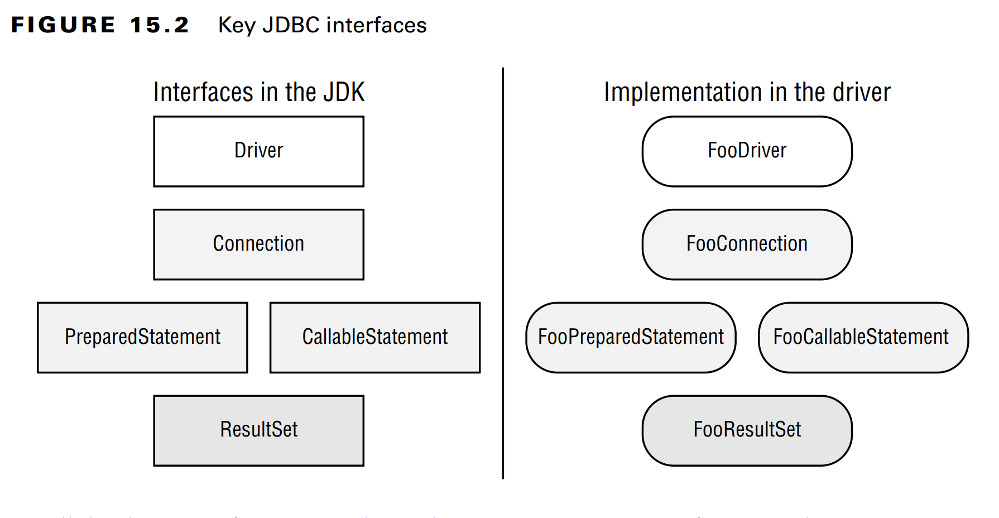 FIGURE 15.2 Key JDBC interfaces
Interfaces in the JDK
Driver
Connection
PreparedStatement CallableStatement
ResultSet
Implementation in the driver
FooDriver
FooConnection
FooPreparedStatement FooCallableStatement
FooResultSet